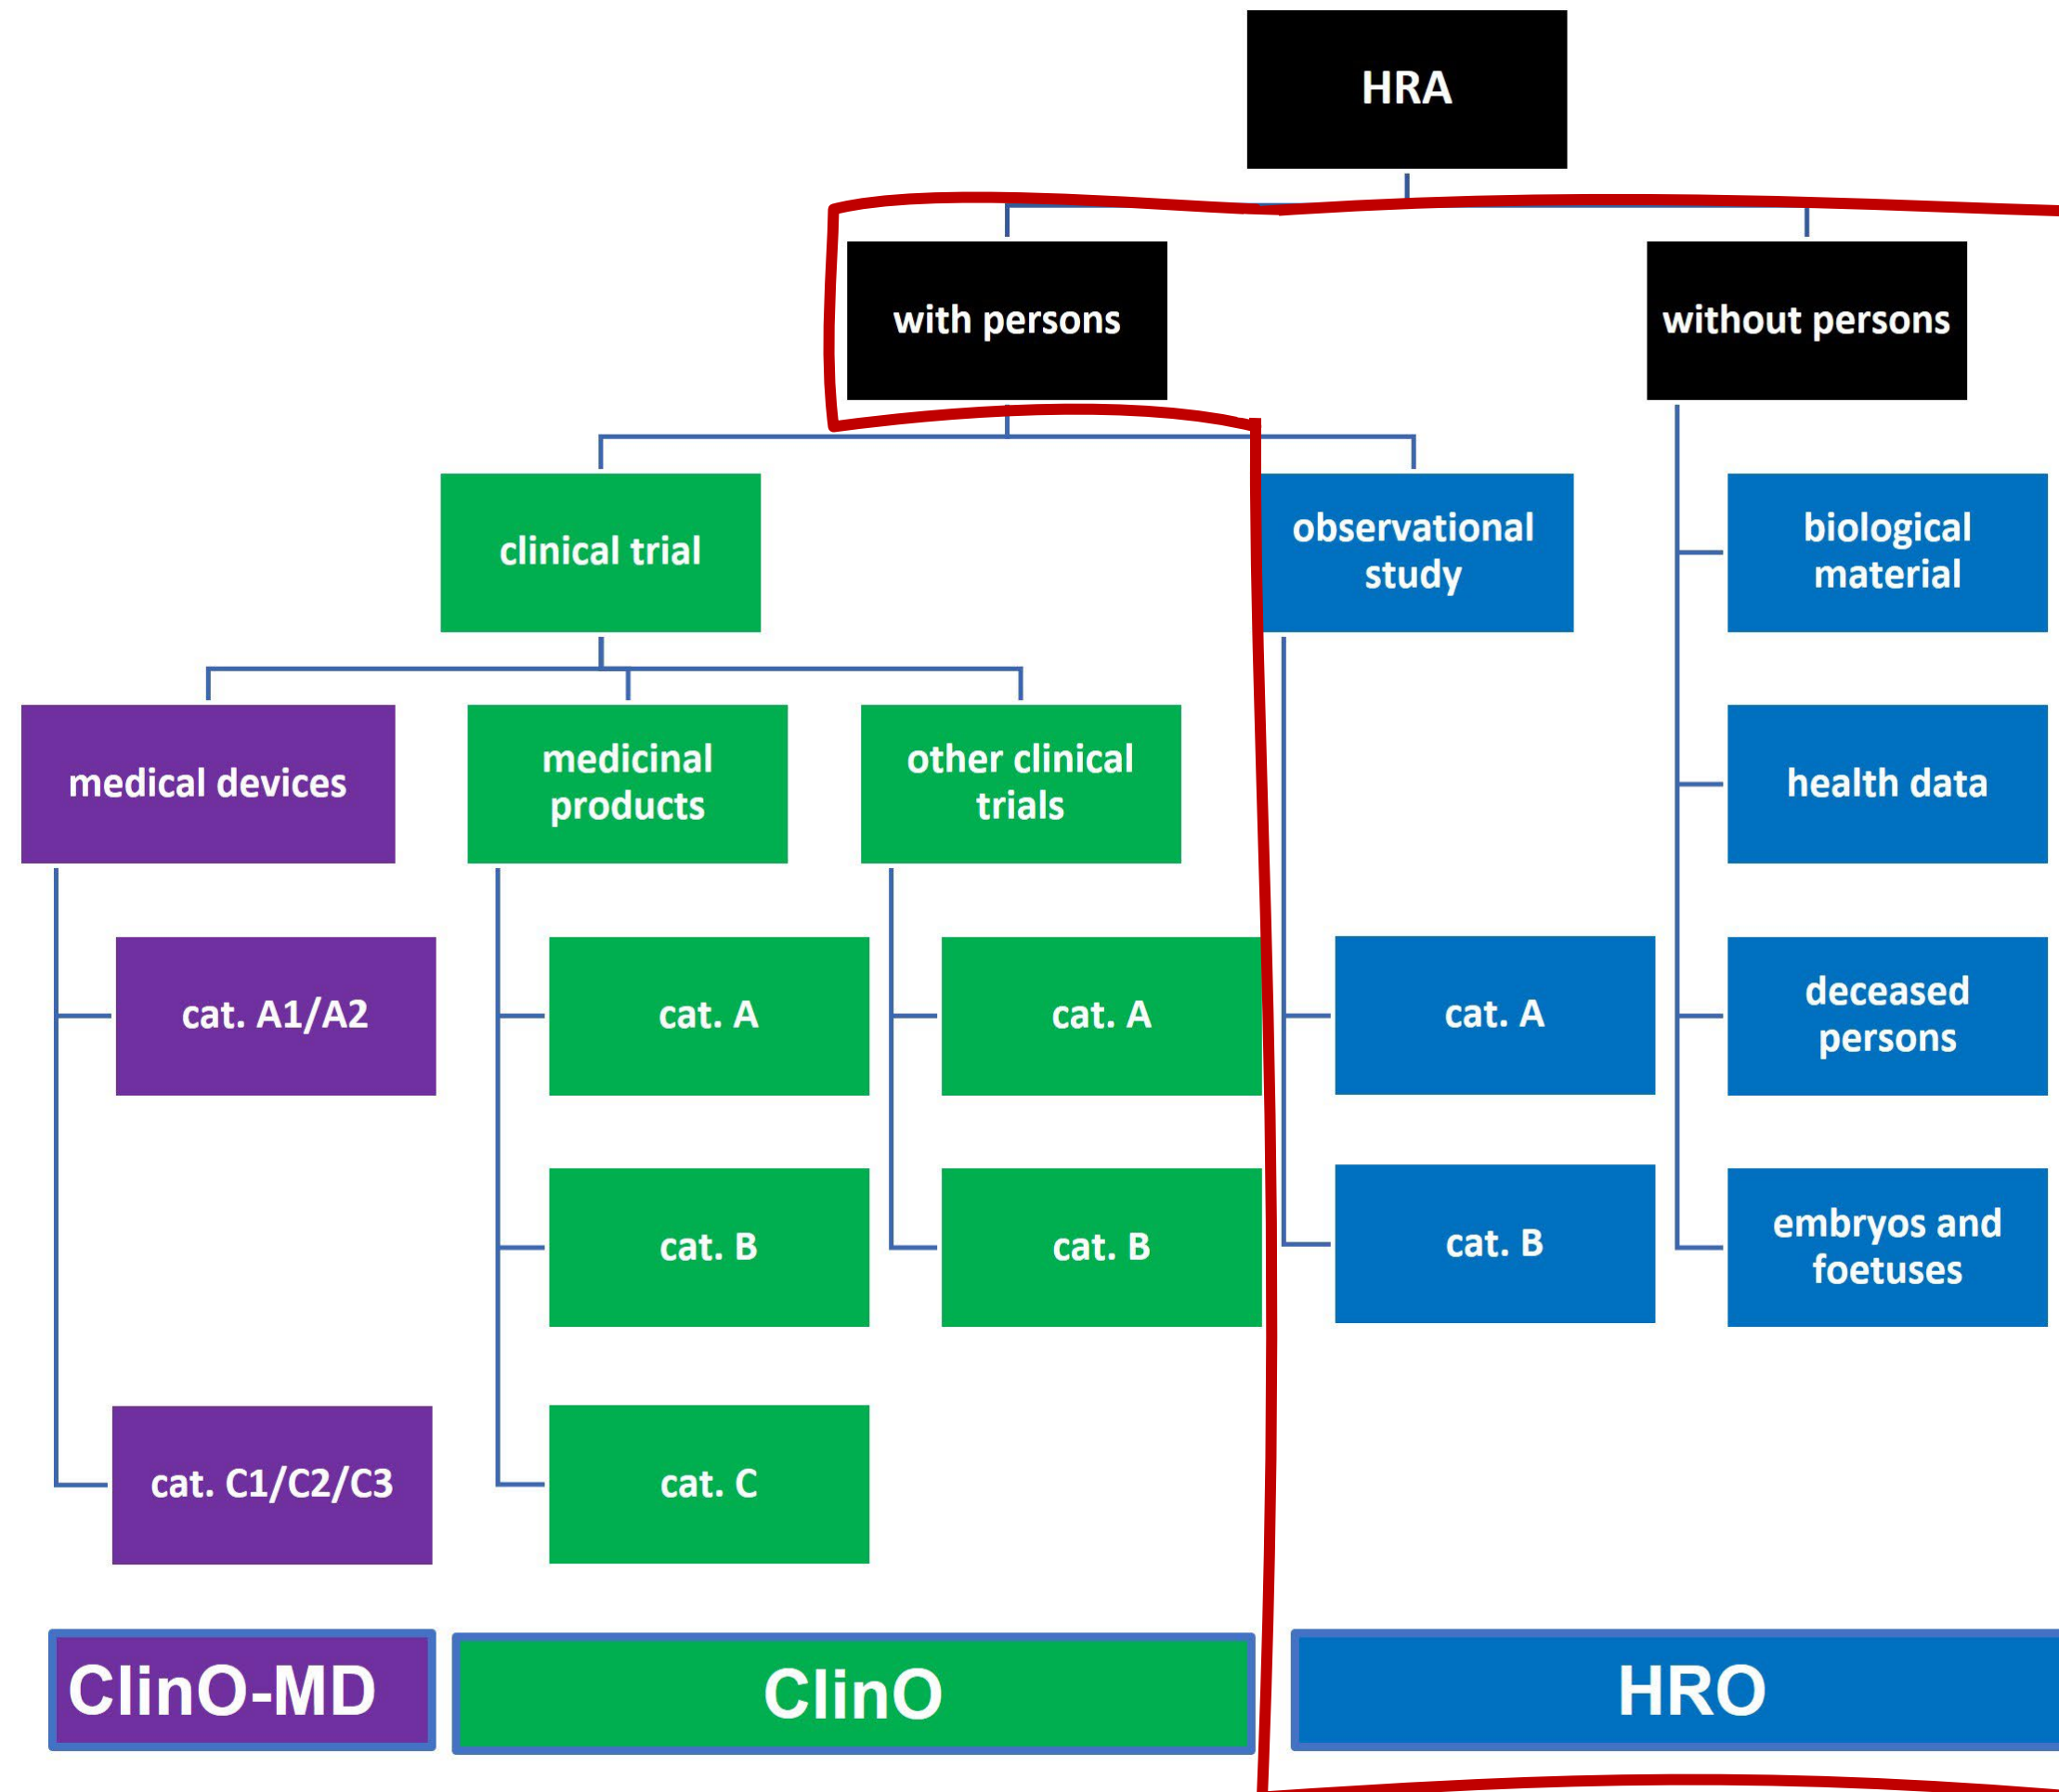 HRA
with persons
without persons
clinical trial
observational
study
biological
material
medical devices
medicinal
products
other clinical
trials
health data
cat. A1/A2
cat. A
cat. A
cat. A
deceased
persons
cat. B
cat. B
cat. B
embryos and
foetuses
cat. C1/C2/C3
cat. C
ClinO-MD
ClinO
HRO